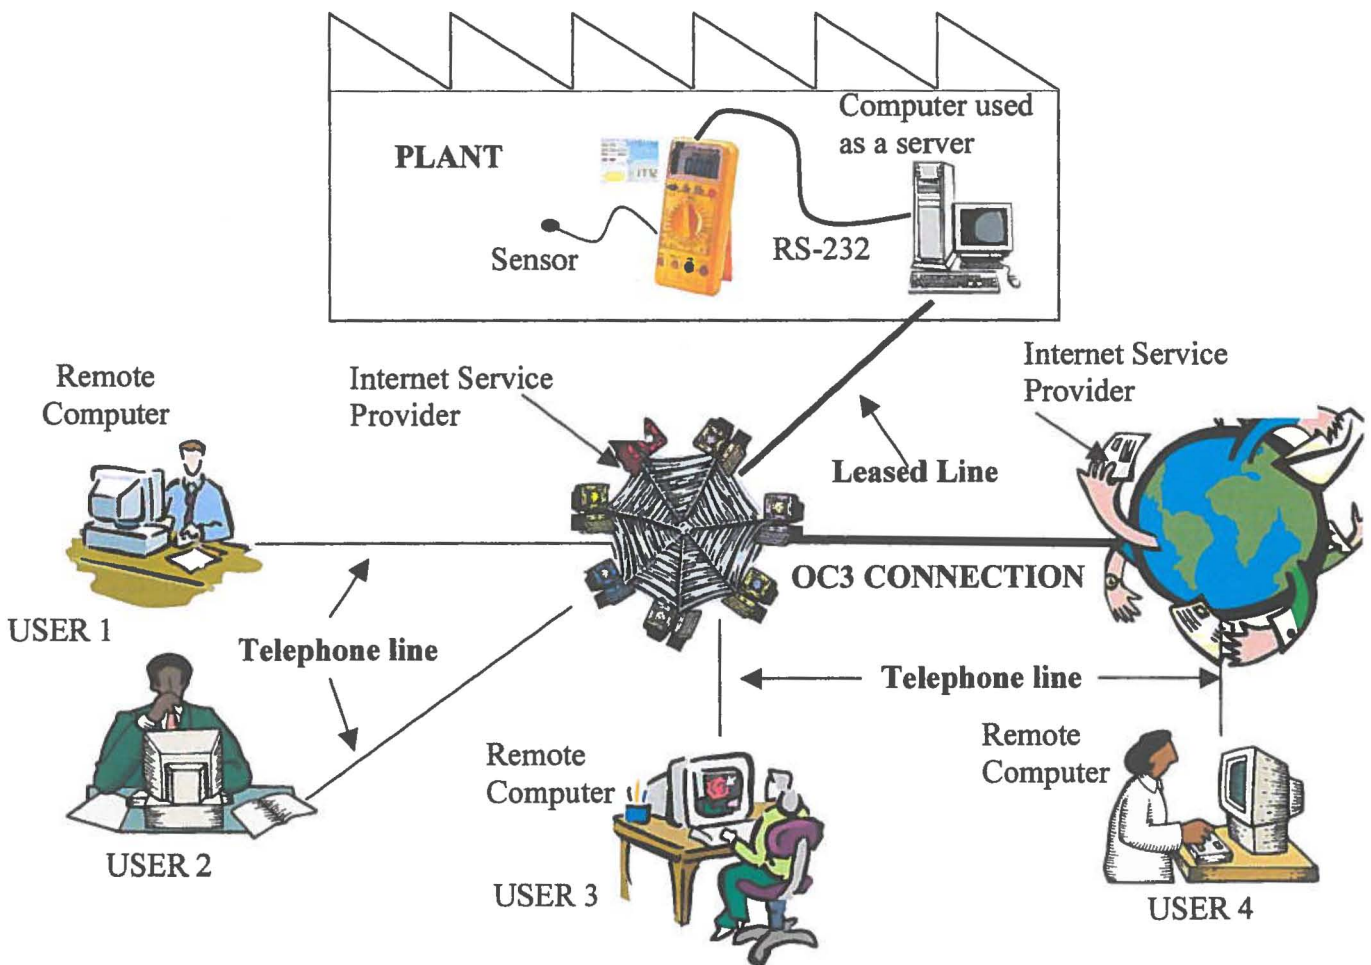 Computer used
as a server
PLANT
Sensor
RS-232
Remote
Computer
Internet Service
Provider
Internet Service
Provider
Leased Line
OC3 CONNECTION
USER 1
Telephone line
Telephone line
Remote
Computer
Remote
Computer
USER 2
USER 3
USER 4